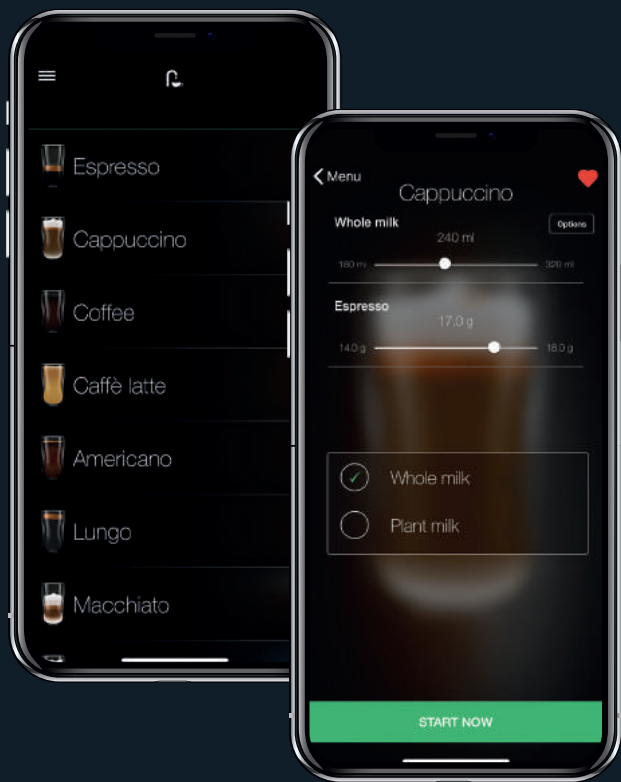 Espresso
Cappuccino
Coffee
Caffè latte
Americano
Lungo
Macchiato
Menu
Cappuccino
Whole milk
Options
240 ml
180 ml 320 ml
Espresso
17.0 g
14.0 g 18.0 g
Whole milk
Plant milk
START NOW